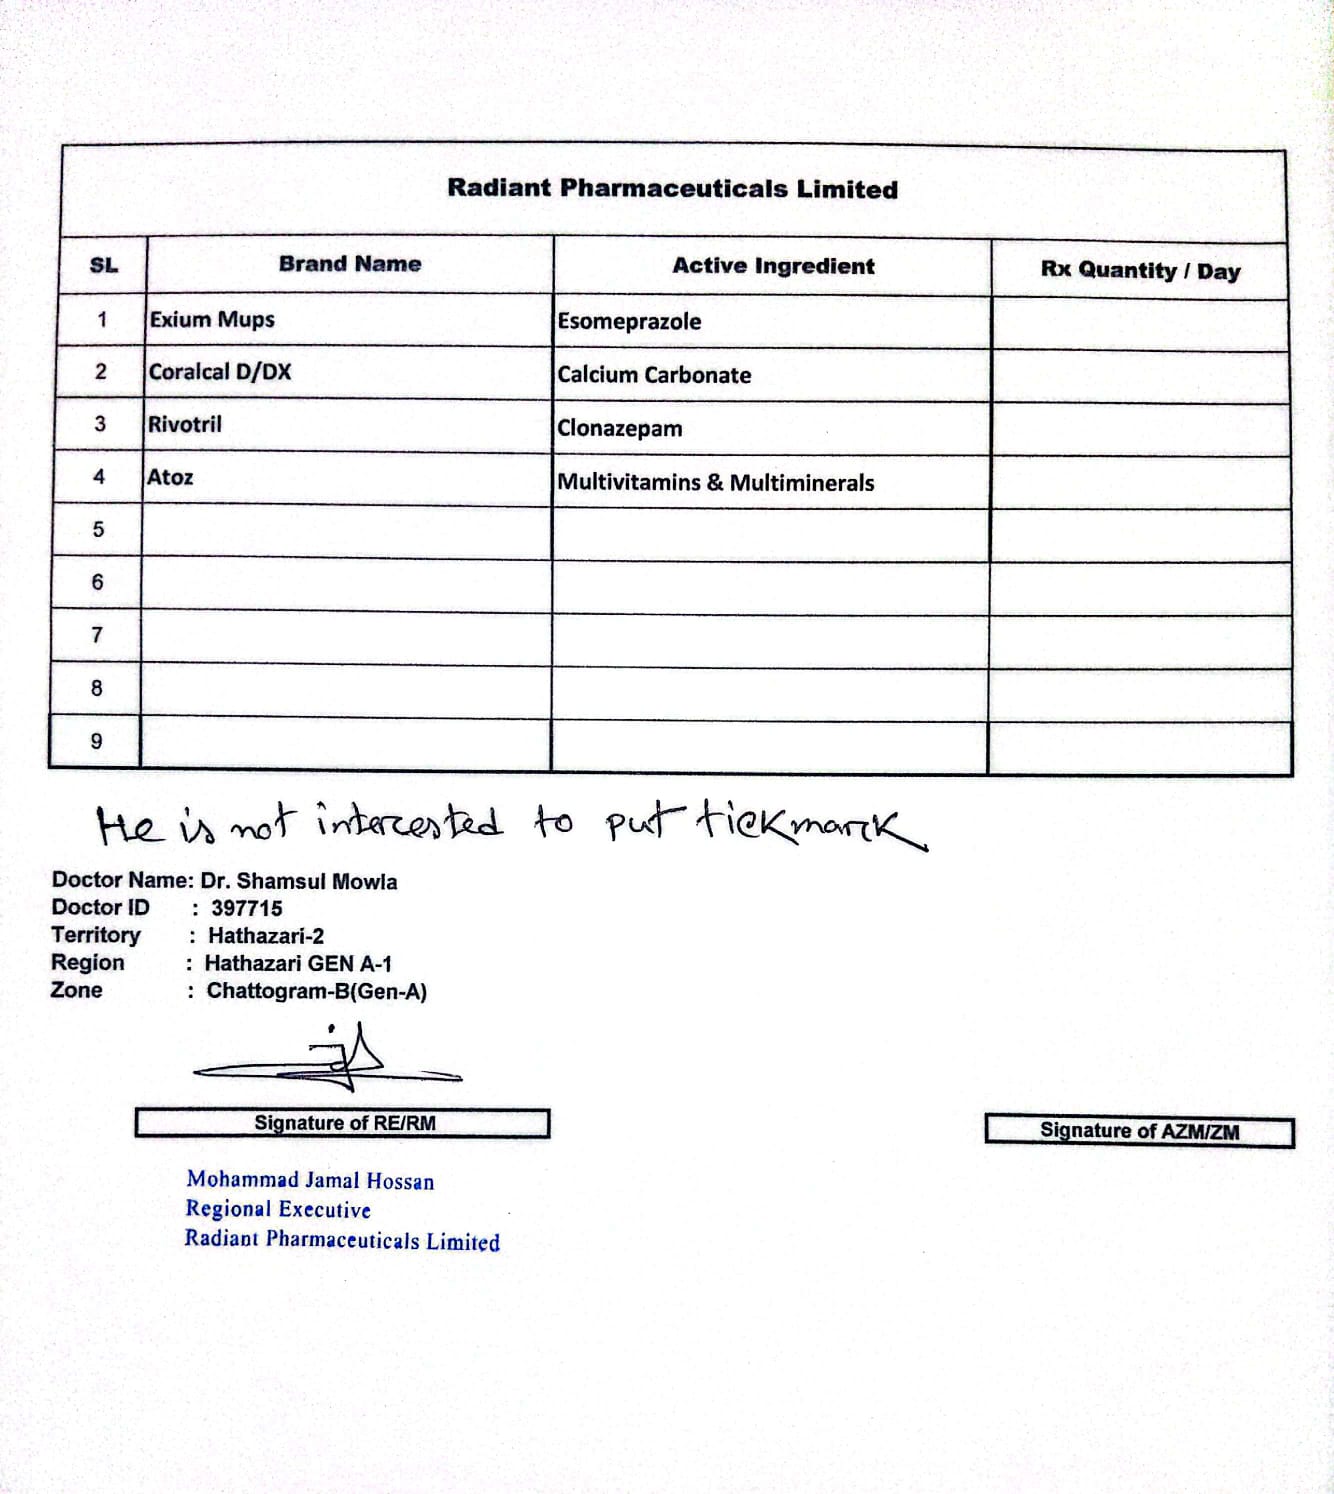 Radiant Pharmaceuticals Limited
SL Brand Name Active Ingredient Rx Quantity / Day
1 Exium Mups Esomeprazole
2 Coralcal D/DX Calcium Carbonate
3 Rivotril Clonazepam
4 Atoz Multivitamins & Multiminerals
5
6
7
8
9
He is not interested to put tickmark
Doctor Name: Dr. Shamsul Mowla
Doctor ID : 397715
Territory : Hathazari-2
Region : Hathazari GEN A-1
Zone : Chattogram-B(Gen-A)
Signature of RE/RM Signature of AZM/ZM
Mohammad Jamal Hossan
Regional Executive
Radiant Pharmaceuticals Limited